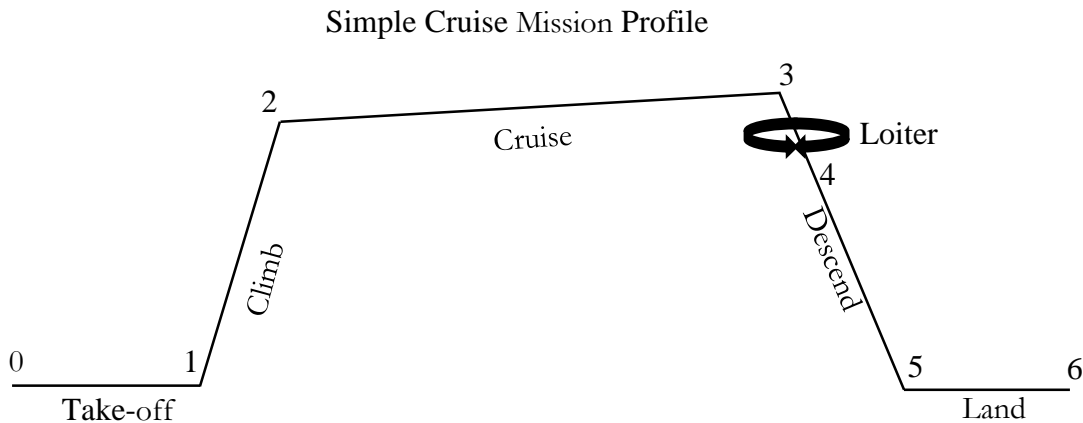 Simple Cruise Mission Profile
3
2
Cruise
Loiter
4
Climb
Descend
0
1
5
6
Take-off
Land